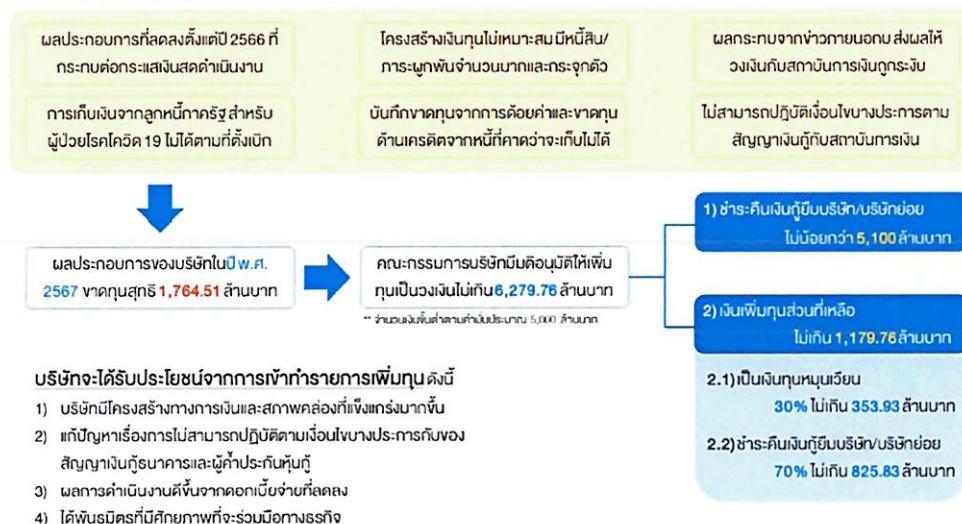 ผลประกอบการที่ลดลงตั้งแต่ปี 2566 ที่
กระทบต่อกระแสเงินสดดำเนินงาน
โครงสร้างเงินทุนไม่เหมาะสม มีหนี้สิน/
ภาระผูกพันจำนวนมากและกระจุกตัว
ผลกระทบจากข่าวภายนอกบ ส่งผลให้
วงเงินกับสถาบันการเงินถูกระงับ
การเก็บเงินจากลูกหนี้ภาครัฐ สำหรับ
ผู้ป่วยโรคโควิด 19 ไม่ได้ตามที่ตั้งเบิก
บันทึกขาดทุนจากการด้อยค่าและขาดทุน
ด้านเครดิตจากหนี้ที่คาดว่าจะเก็บไม่ได้
ไม่สามารถปฏิบัติเงื่อนไขบางประการตาม
สัญญาเงินกู้กับสถาบันการเงิน
ผลประกอบการของบริษัทในปี พ.ศ.
2567 ขาดทุนสุทธิ 1,764.51 ล้านบาท
คณะกรรมการบริษัทมีมติอนุมัติให้เพิ่ม
ทุนเป็นวงเงินไม่เกิน 6,279.76 ล้านบาท
** จำนวนเงินขั้นต่ำตามคำมั่นประมาณ 5,000 ล้านบาท
1) ชำระคืนเงินกู้ยืมบริษัท/บริษัทย่อย
ไม่น้อยกว่า 5,100 ล้านบาท
2) เงินเพิ่มทุนส่วนที่เหลือ
ไม่เกิน 1,179.76 ล้านบาท
2.1) เป็นเงินทุนหมุนเวียน
30% ไม่เกิน 353.93 ล้านบาท
2.2) ชำระคืนเงินกู้ยืมบริษัท/บริษัทย่อย
70% ไม่เกิน 825.83 ล้านบาท
บริษัทจะได้รับประโยชน์จากการเข้าทำรายการเพิ่มทุน ดังนี้
1) บริษัทมีโครงสร้างทางการเงินและสภาพคล่องที่แข็งแกร่งมากขึ้น
2) แก้ปัญหาเรื่องการไม่สามารถปฏิบัติตามเงื่อนไขบางประการกับของ
สัญญาเงินกู้ธนาคารและผู้ค้ำประกันหุ้นกู้
3) ผลการดำเนินงานดีขึ้นจากดอกเบี้ยจ่ายที่ลดลง
4) ได้พันธมิตรที่มีศักยภาพที่จะร่วมมือทางธุรกิจ